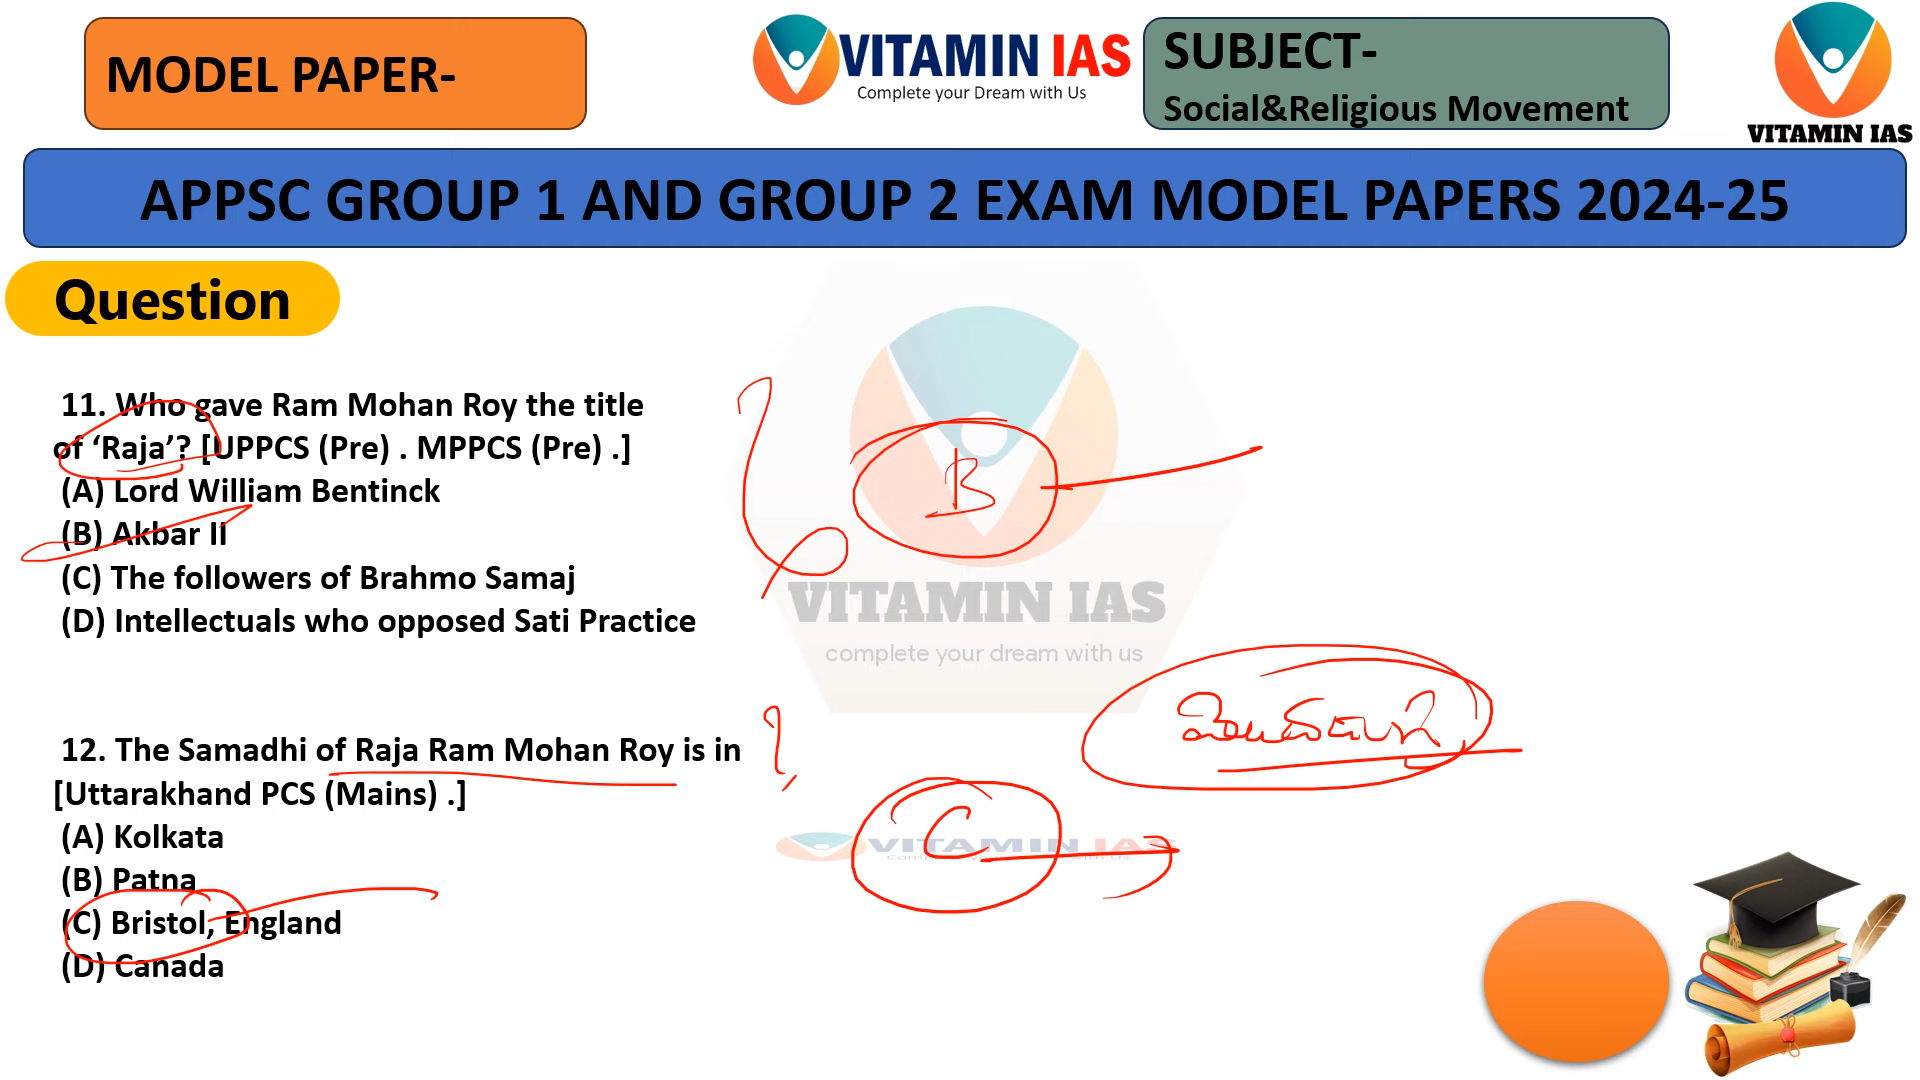 MODEL PAPER-
VITAMIN IAS
Complete your Dream with Us
SUBJECT-
Social&Religious Movement
VITAMIN IAS
APPSC GROUP 1 AND GROUP 2 EXAM MODEL PAPERS 2024-25
Question
11. Who gave Ram Mohan Roy the title
of ‘Raja’? [UPPCS (Pre) . MPPCS (Pre) .]
(A) Lord William Bentinck
(B) Akbar II
(C) The followers of Brahmo Samaj
(D) Intellectuals who opposed Sati Practice
B
VITAMIN IAS
complete your dream with us
12. The Samadhi of Raja Ram Mohan Roy is in
[Uttarakhand PCS (Mains) .]
(A) Kolkata
(B) Patna
(C) Bristol, England
(D) Canada
?
C
VITAMIN IAS